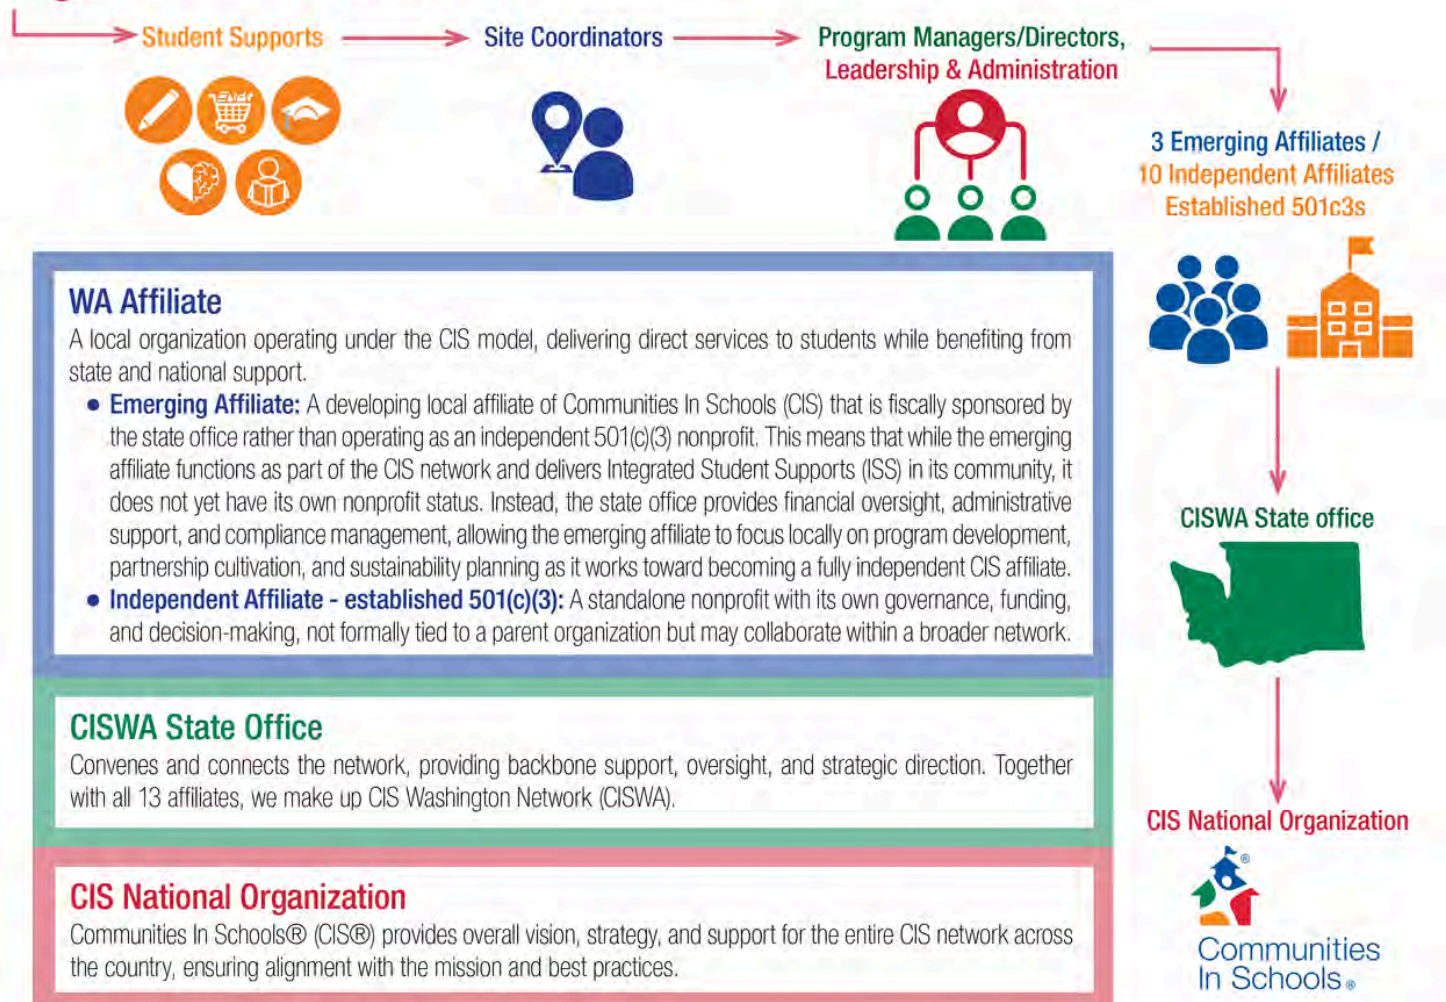 Student Supports
Site Coordinators
Program Managers/Directors,
Leadership & Administration
3 Emerging Affiliates /
10 Independent Affiliates
Established 501c3s
WA Affiliate
A local organization operating under the CIS model, delivering direct services to students while benefiting from
state and national support.
• Emerging Affiliate: A developing local affiliate of Communities In Schools (CIS) that is fiscally sponsored by
the state office rather than operating as an independent 501(c)(3) nonprofit. This means that while the emerging
affiliate functions as part of the CIS network and delivers Integrated Student Supports (ISS) in its community, it
does not yet have its own nonprofit status. Instead, the state office provides financial oversight, administrative
support, and compliance management, allowing the emerging affiliate to focus locally on program development,
partnership cultivation, and sustainability planning as it works toward becoming a fully independent CIS affiliate.
• Independent Affiliate - established 501(c)(3): A standalone nonprofit with its own governance, funding,
and decision-making, not formally tied to a parent organization but may collaborate within a broader network.
CISWA State office
CISWA State Office
Convenes and connects the network, providing backbone support, oversight, and strategic direction. Together
with all 13 affiliates, we make up CIS Washington Network (CISWA).
CIS National Organization
CIS National Organization
Communities In Schools® (CIS®) provides overall vision, strategy, and support for the entire CIS network across
the country, ensuring alignment with the mission and best practices.
®
Communities
In Schools®